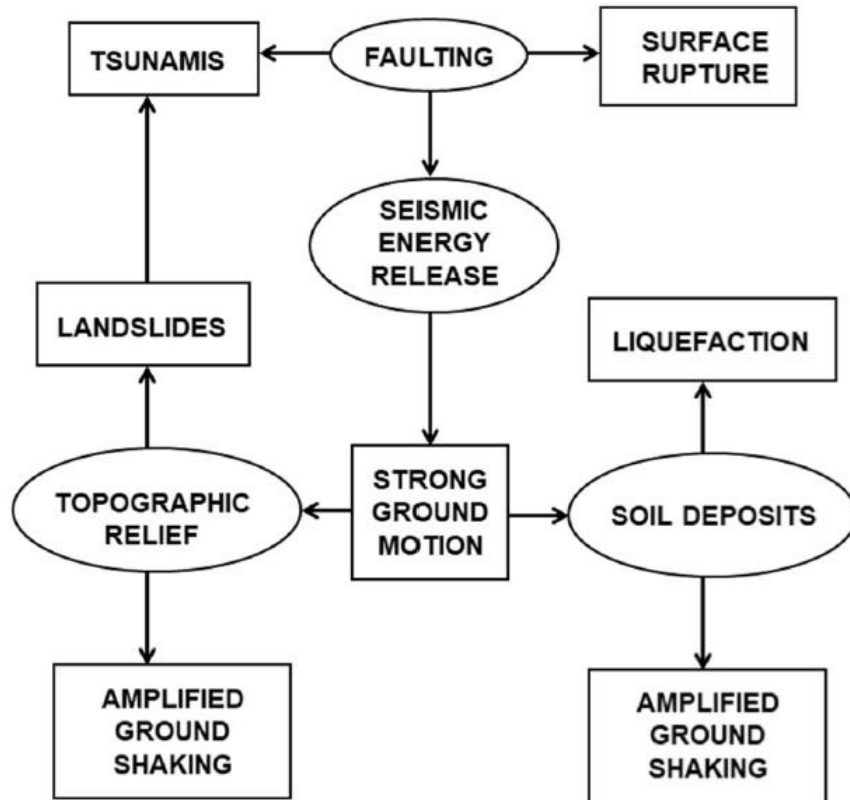 TSUNAMIS
FAULTING
SURFACE
RUPTURE
SEISMIC
ENERGY
RELEASE
LANDSLIDES
LIQUEFACTION
TOPOGRAPHIC
RELIEF
STRONG
GROUND
MOTION
SOIL DEPOSITS
AMPLIFIED
GROUND
SHAKING
AMPLIFIED
GROUND
SHAKING